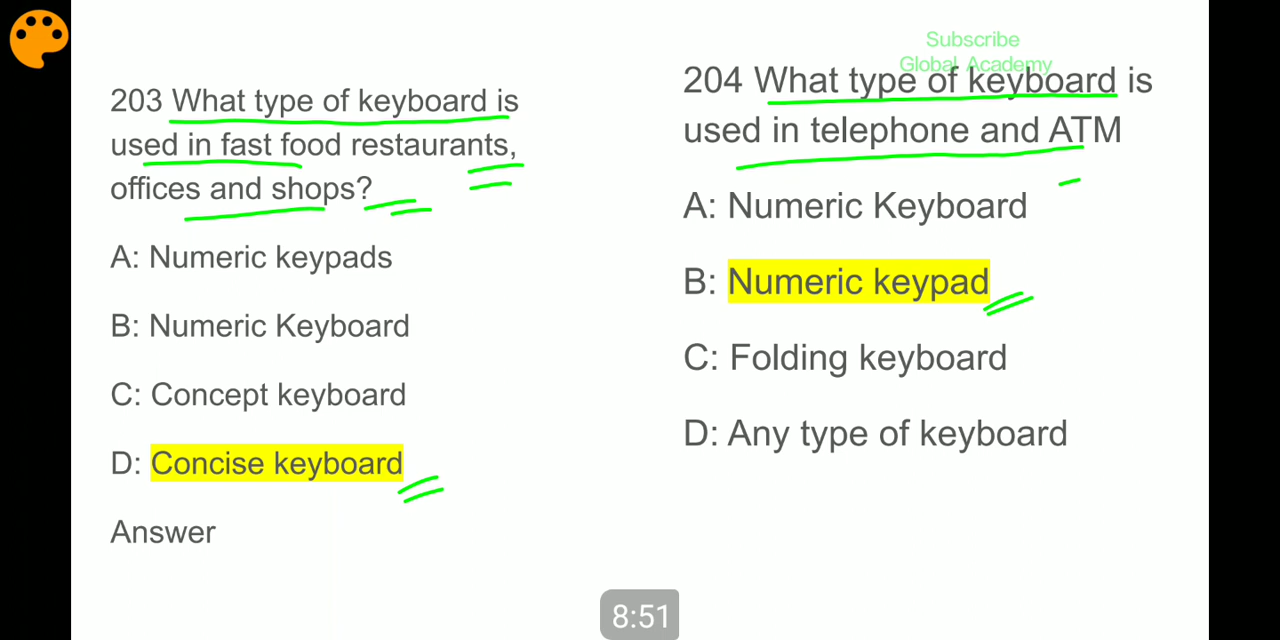 203 What type of keyboard is
used in fast food restaurants,
offices and shops?
A: Numeric keypads
B: Numeric Keyboard
C: Concept keyboard
D: Concise keyboard
Answer
Subscribe
Global Academy
204 What type of keyboard is
used in telephone and ATM
A: Numeric Keyboard
B: Numeric keypad
C: Folding keyboard
D: Any type of keyboard
8:51